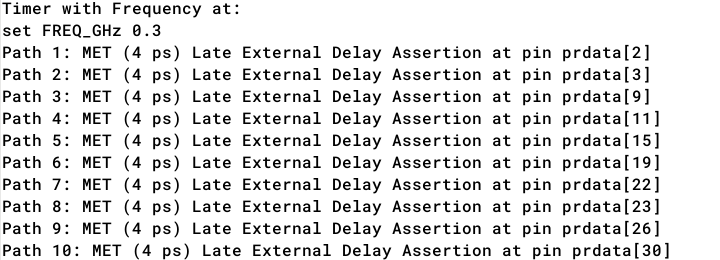 Timer with Frequency at:
set FREQ_GHz 0.3
Path 1: MET (4 ps) Late External Delay Assertion at pin prdata[2]
Path 2: MET (4 ps) Late External Delay Assertion at pin prdata[3]
Path 3: MET (4 ps) Late External Delay Assertion at pin prdata[9]
Path 4: MET (4 ps) Late External Delay Assertion at pin prdata[11]
Path 5: MET (4 ps) Late External Delay Assertion at pin prdata[15]
Path 6: MET (4 ps) Late External Delay Assertion at pin prdata[19]
Path 7: MET (4 ps) Late External Delay Assertion at pin prdata[22]
Path 8: MET (4 ps) Late External Delay Assertion at pin prdata[23]
Path 9: MET (4 ps) Late External Delay Assertion at pin prdata[26]
Path 10: MET (4 ps) Late External Delay Assertion at pin prdata[30]